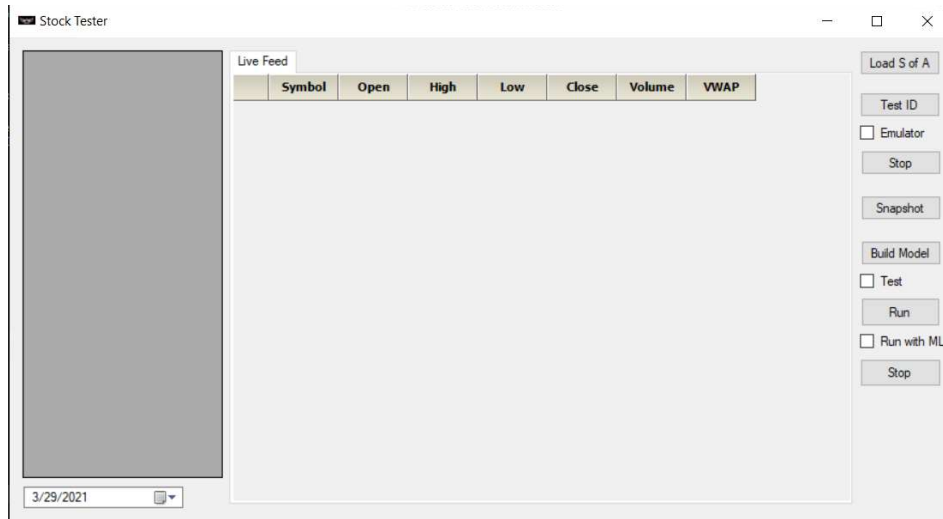 Stock Tester
Live Feed
Symbol Open High Low Close Volume VWAP
Load S of A
Test ID
Emulator
Stop
Snapshot
Build Model
Test
Run
Run with ML
Stop
3/29/2021